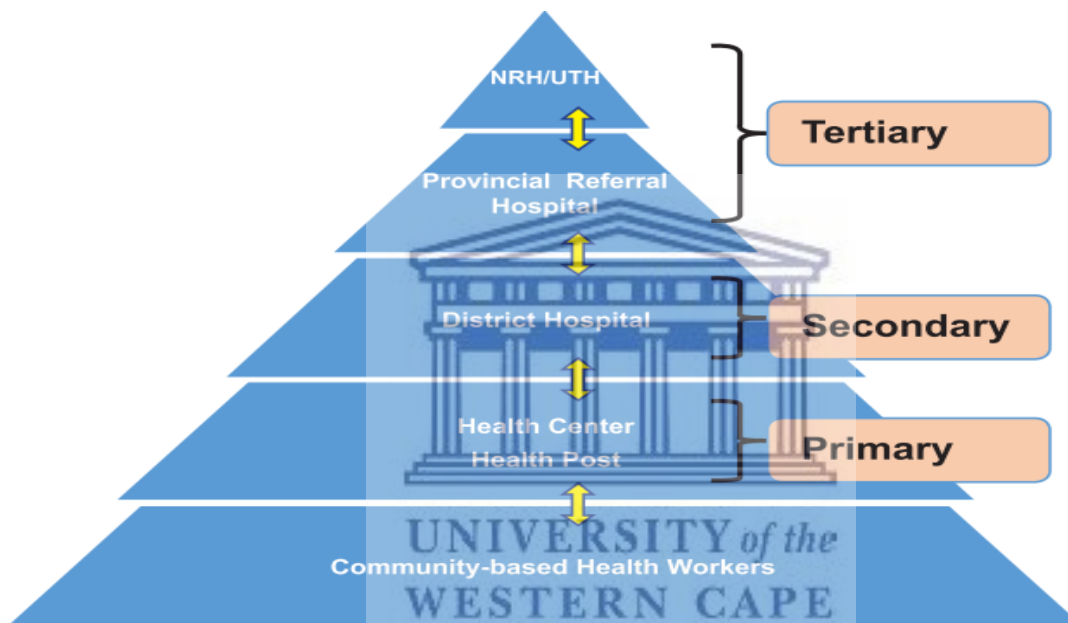 NRH/UTH
Tertiary
Provincial Referral
Hospital
District Hospital
Secondary
Health Center
Health Post
Primary
UNIVERSITY of the
Community-based Health Workers
WESTERN CAPE